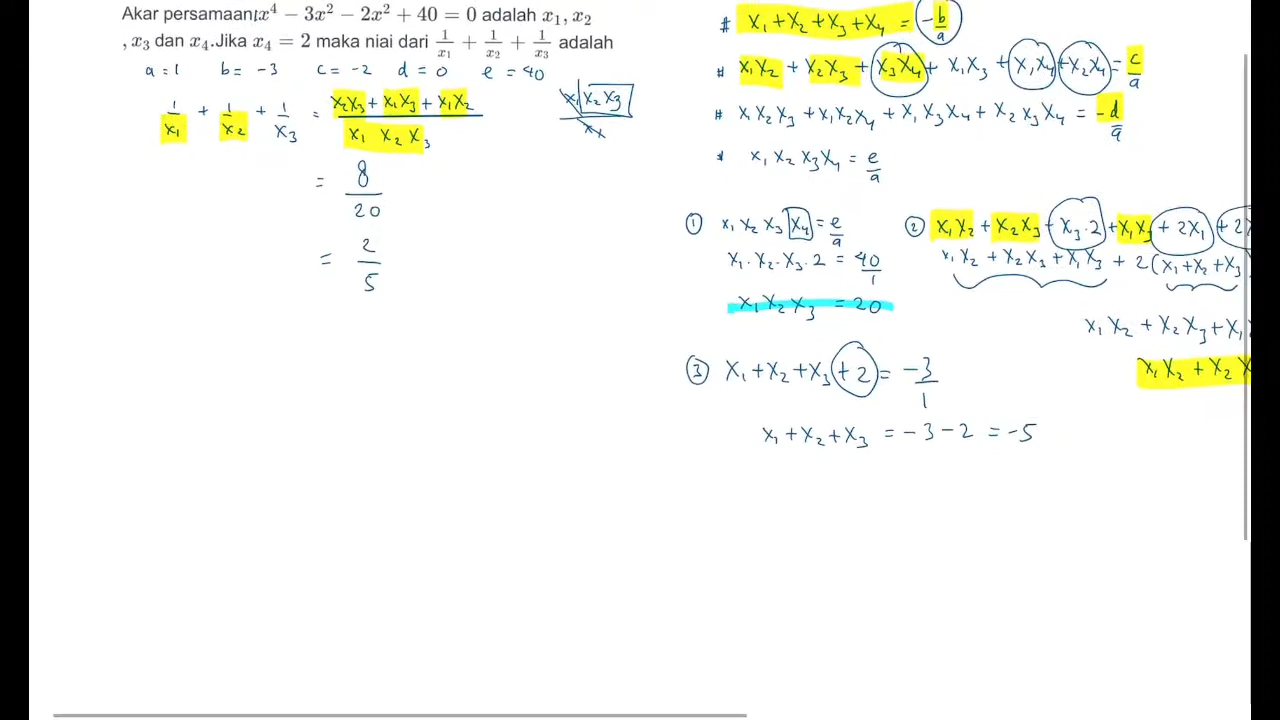 Akar persamaan x⁴ − 3x² − 2x² + 40 = 0 adalah x₁, x₂
, x₃ dan x₄.Jika x₄ = 2 maka niai dari 1/x₁ + 1/x₂ + 1/x₃ adalah
a = 1 b = -3 c = -2 d = 0 e = 40
1/x₁ + 1/x₂ + 1/x₃ = (x₂x₃ + x₁x₃ + x₁x₂)/(x₁ x₂ x₃)
x₁x₂x₃
= 8/20
= 2/5
# x₁ + x₂ + x₃ + x₄ = -b/a
# x₁x₂ + x₂x₃ + x₃x₄ + x₁x₃ + x₁x₄ + x₂x₄ = c/a
# x₁x₂x₃ + x₁x₂x₄ + x₁x₃x₄ + x₂x₃x₄ = -d/a
* x₁x₂x₃x₄ = e/a
① x₁x₂x₃x₄ = e/a
x₁·x₂·x₃·2 = 40/1
x₁x₂x₃ = 20
② x₁x₂ + x₂x₃ + x₃·2 + x₁x₃ + 2x₁ + 2
x₁x₂ + x₂x₃ + x₁x₃ + 2(x₁+x₂+x₃
x₁x₂ + x₂x₃ + x₁
x₁x₂ + x₂
③ x₁ + x₂ + x₃ + 2 = -3/1
x₁ + x₂ + x₃ = -3 - 2 = -5